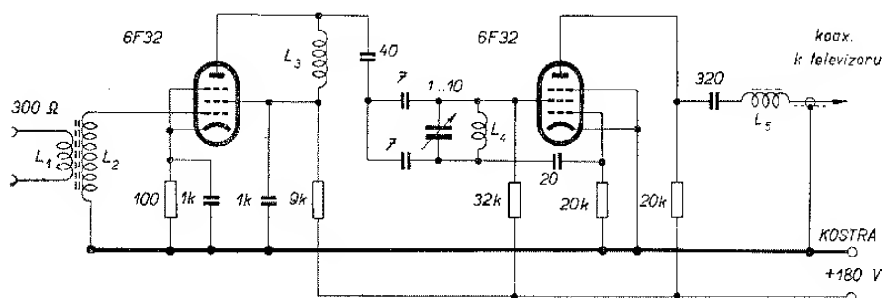 6F32
6F32
koax.
k televizoru
L3
40
7
1..10
320
300 Ω
L4
L5
L1
L2
7
20
100
1k
1k
9k
32k
20k
20k
KOSTRA
+180 V